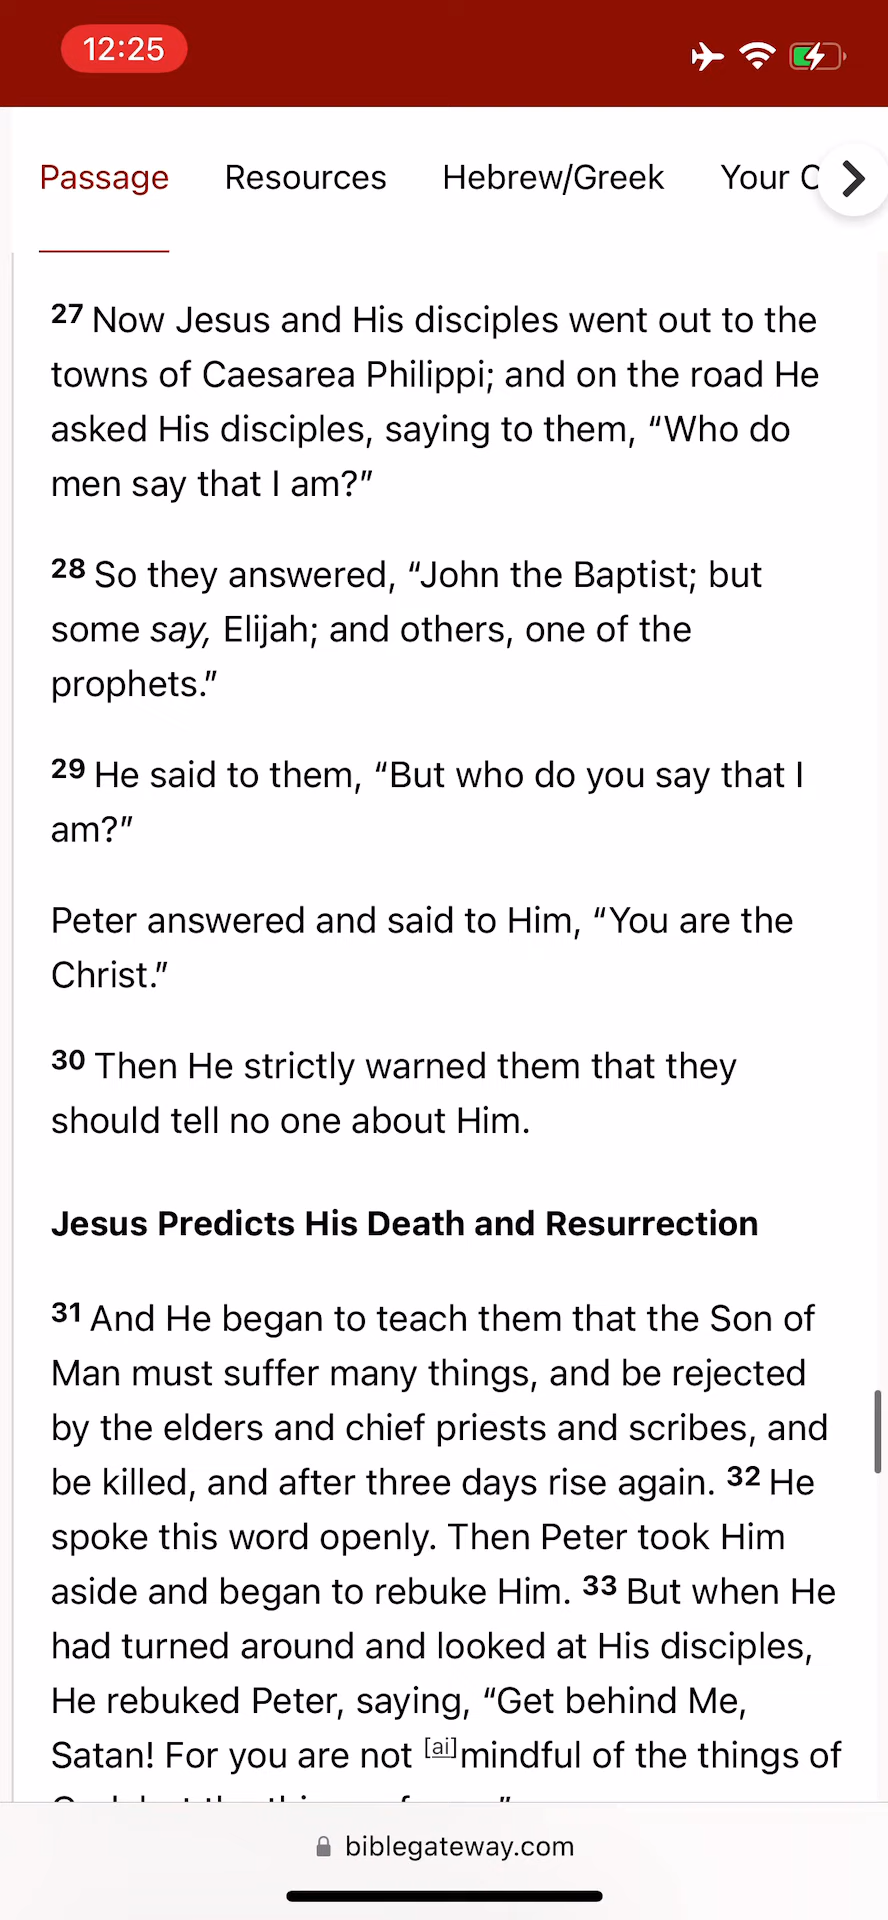 12:25
Passage Resources Hebrew/Greek Your
27 Now Jesus and His disciples went out to the
towns of Caesarea Philippi; and on the road He
asked His disciples, saying to them, “Who do
men say that I am?”
28 So they answered, “John the Baptist; but
some say, Elijah; and others, one of the
prophets.”
29 He said to them, “But who do you say that I
am?”
Peter answered and said to Him, “You are the
Christ.”
30 Then He strictly warned them that they
should tell no one about Him.
Jesus Predicts His Death and Resurrection
31 And He began to teach them that the Son of
Man must suffer many things, and be rejected
by the elders and chief priests and scribes, and
be killed, and after three days rise again. 32 He
spoke this word openly. Then Peter took Him
aside and began to rebuke Him. 33 But when He
had turned around and looked at His disciples,
He rebuked Peter, saying, “Get behind Me,
Satan! For you are not [ai]mindful of the things of
biblegateway.com